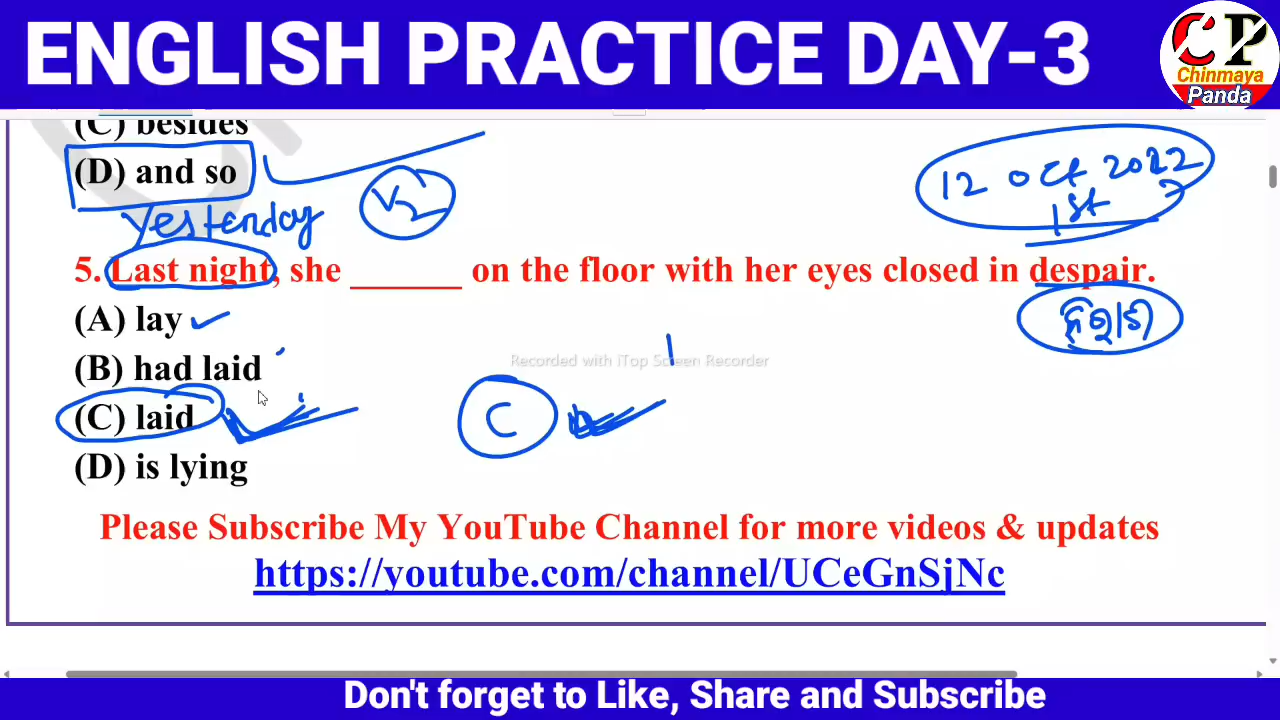 ENGLISH PRACTICE DAY-3
CP
Chinmaya
Panda
(C) besides
(D) and so
12 Oct 2022
1st
V2
Yesterday
5. Last night, she ______ on the floor with her eyes closed in despair.
(A) lay
(B) had laid
Recorded with iTop Screen Recorder
(C) laid
C
(D) is lying
Please Subscribe My YouTube Channel for more videos & updates
https://youtube.com/channel/UCeGnSjNc
Don't forget to Like, Share and Subscribe